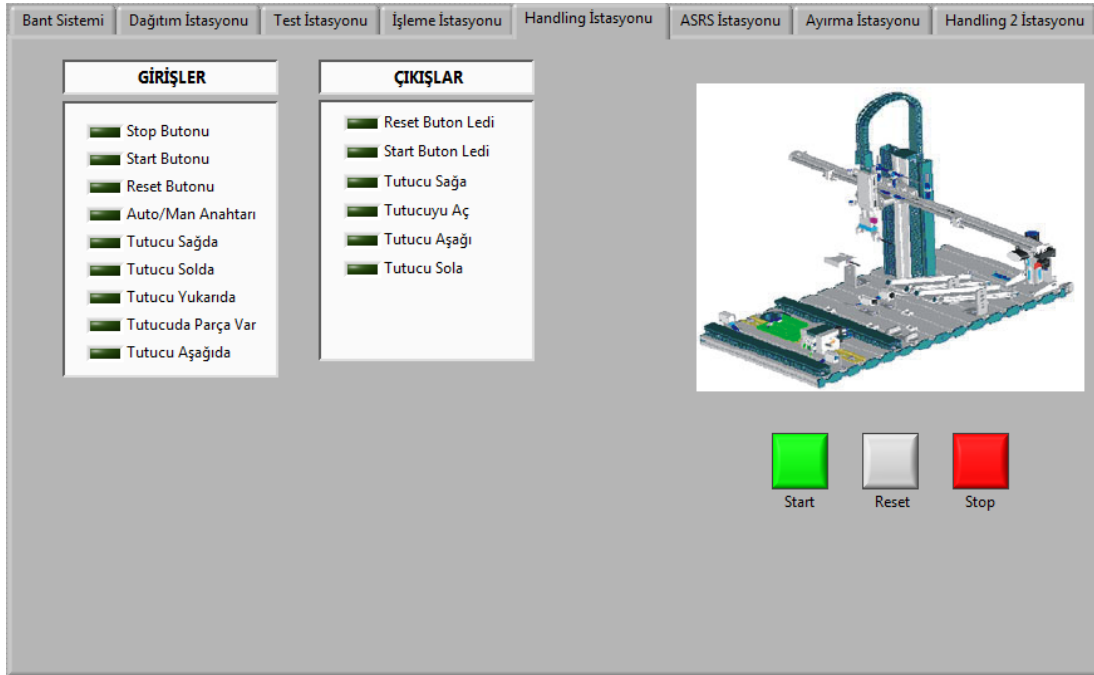 Bant Sistemi
Dağıtım İstasyonu
Test İstasyonu
İşleme İstasyonu
Handling İstasyonu
ASRS İstasyonu
Ayırma İstasyonu
Handling 2 İstasyonu
GİRİŞLER
Stop Butonu
Start Butonu
Reset Butonu
Auto/Man Anahtarı
Tutucu Sağda
Tutucu Solda
Tutucu Yukarıda
Tutucuda Parça Var
Tutucu Aşağıda
ÇIKIŞLAR
Reset Buton Ledi
Start Buton Ledi
Tutucu Sağa
Tutucuyu Aç
Tutucu Aşağı
Tutucu Sola
Start
Reset
Stop